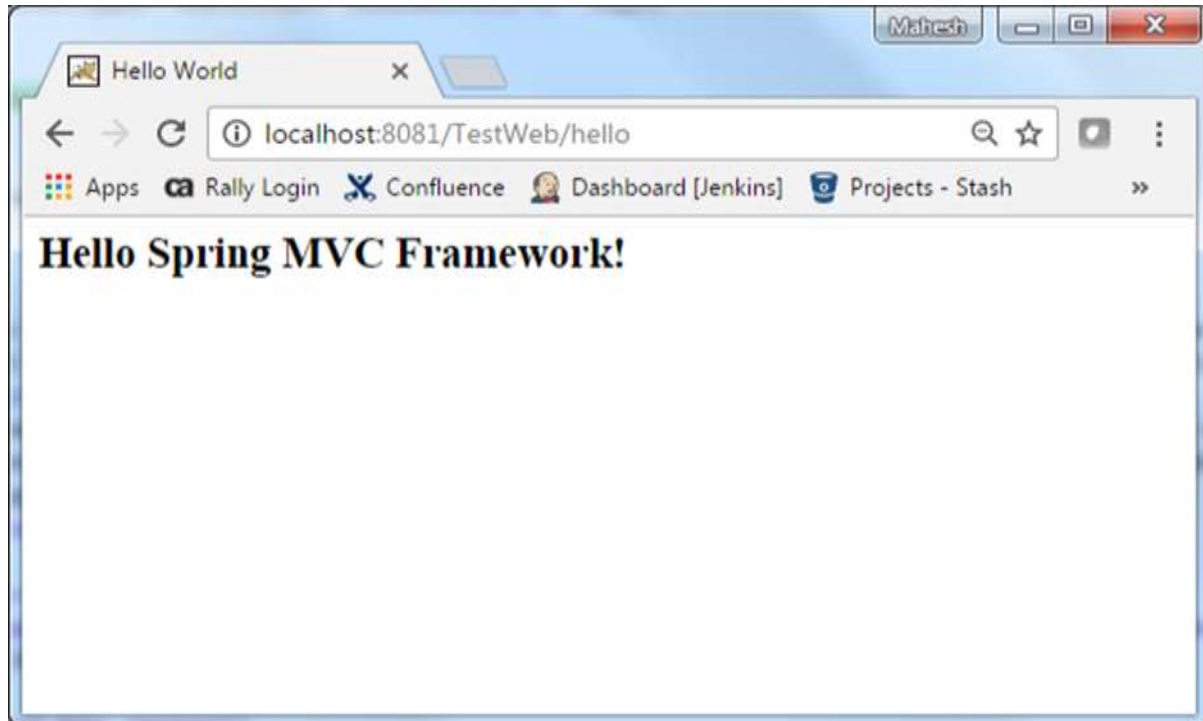 Mahesh
Hello World
localhost:8081/TestWeb/hello
Apps ca Rally Login Confluence Dashboard [Jenkins] Projects - Stash »
Hello Spring MVC Framework!